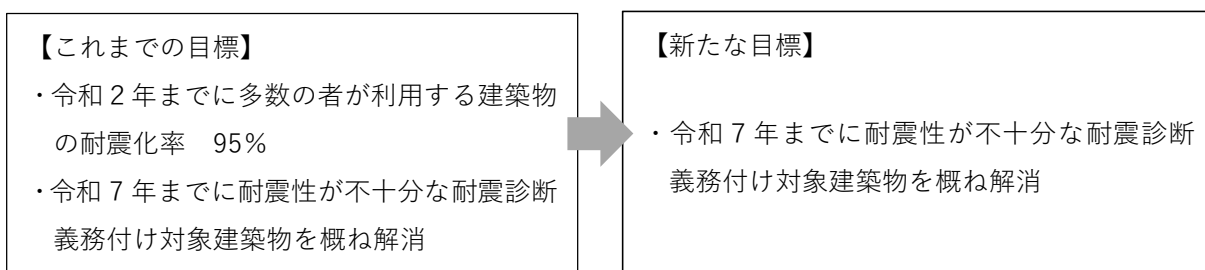 【これまでの目標】
・令和２年までに多数の者が利用する建築物
の耐震化率　95％
・令和７年までに耐震性が不十分な耐震診断
義務付け対象建築物を概ね解消
【新たな目標】
・令和７年までに耐震性が不十分な耐震診断
義務付け対象建築物を概ね解消